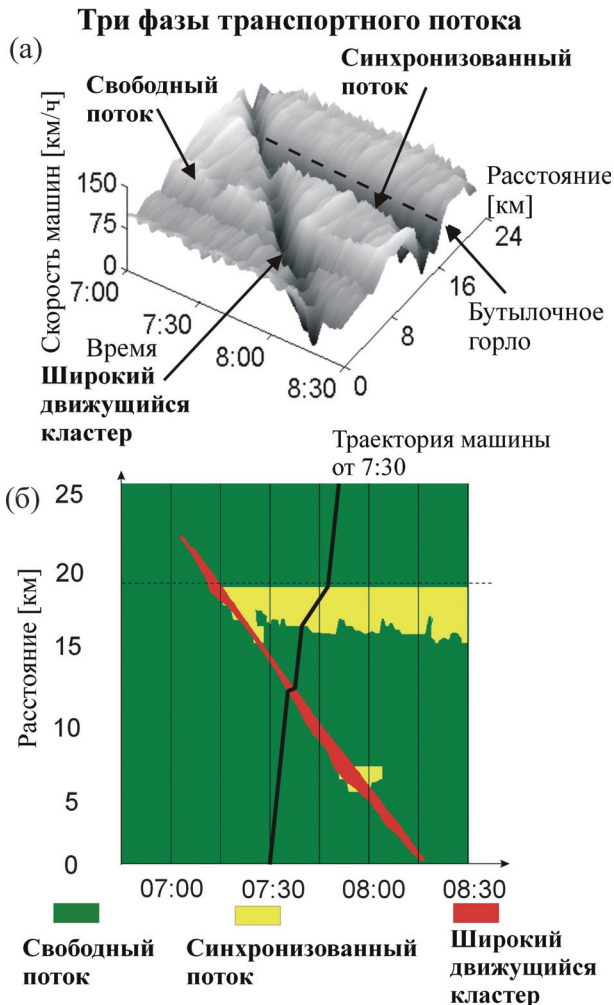 Три фазы транспортного потока
(а)
Свободный
поток
Синхронизованный
поток
Скорость машин [км/ч]
150
75
0
7:00
7:30
8:00
8:30
Время
Расстояние
[км]
24
16
8
0
Бутылочное
горло
Широкий
движущийся
кластер
Траектория машины
от 7:30
(б)
Расстояние [км]
25
20
15
10
5
0
07:00 07:30 08:00 08:30
Свободный
поток
Синхронизованный
поток
Широкий
движущийся
кластер